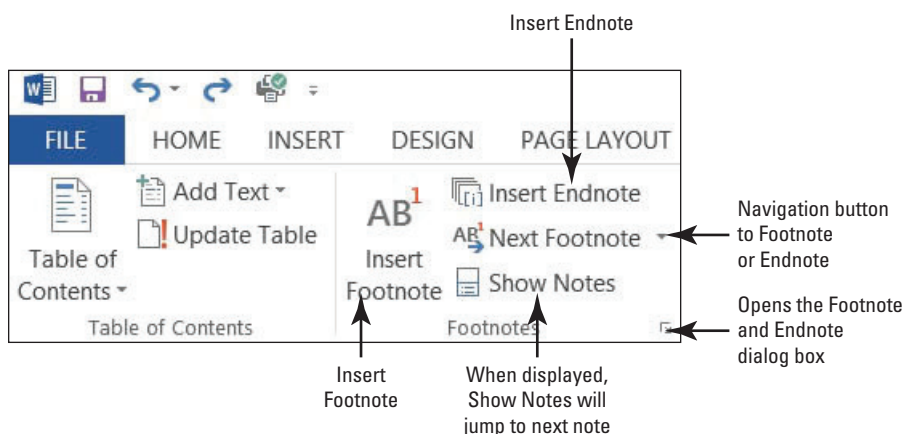 Insert Endnote
FILE HOME INSERT DESIGN PAGE LAYOUT
Table of
Contents
Add Text
Update Table
Table of Contents
AB1
Insert
Footnote
[i] Insert Endnote
AB1 Next Footnote
Show Notes
Footnotes
Navigation button
to Footnote
or Endnote
Opens the Footnote
and Endnote
dialog box
Insert
Footnote
When displayed,
Show Notes will
jump to next note